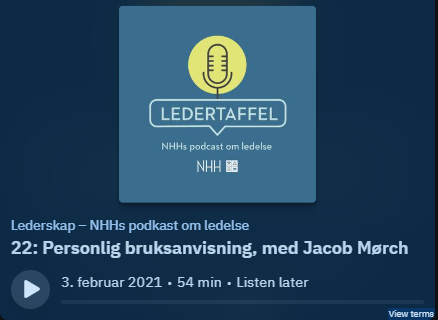 LEDERTAFFEL
NHHs podcast om ledelse
NHH
Lederskap – NHHs podkast om ledelse
22: Personlig bruksanvisning, med Jacob Mørch
3. februar 2021 • 54 min • Listen later
View terms